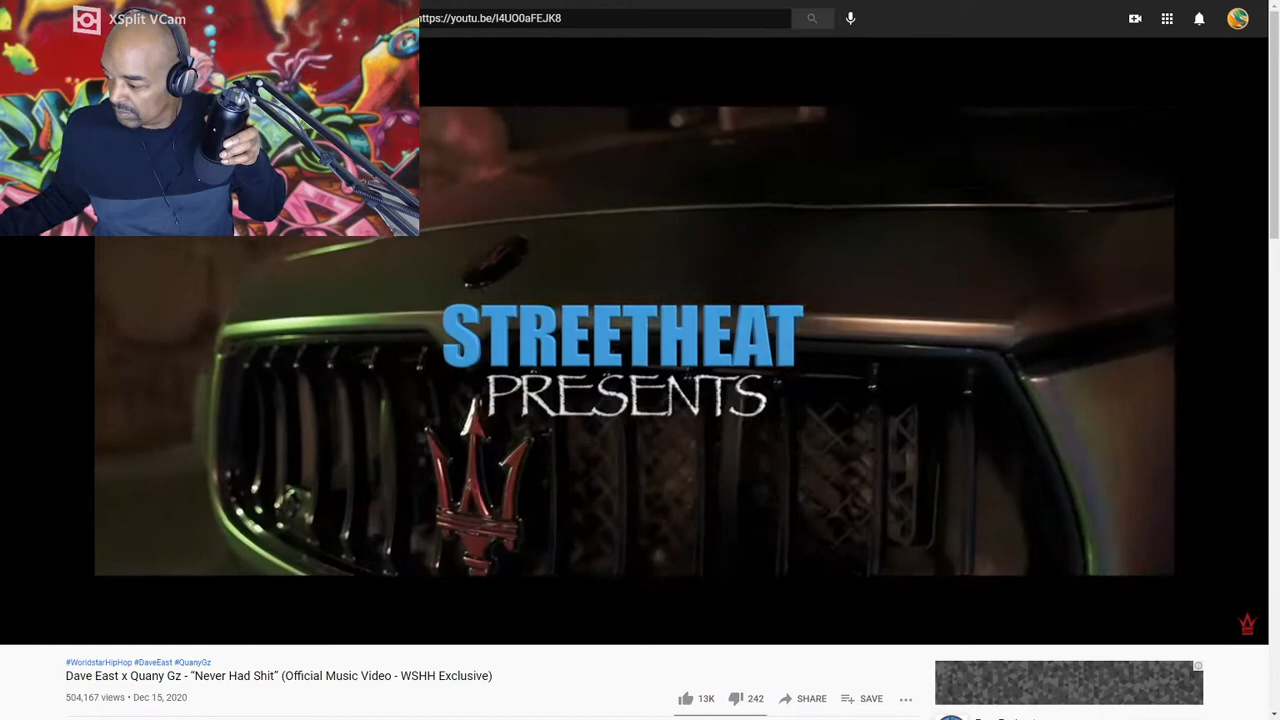 XSplit VCam
https://youtu.be/I4UO0aFEJK8
STREETHEAT
PRESENTS
#WorldstarHipHop #DaveEast #QuanyGz
Dave East x Quany Gz - “Never Had Shit” (Official Music Video - WSHH Exclusive)
504,167 views • Dec 15, 2020
13K
242
SHARE
SAVE